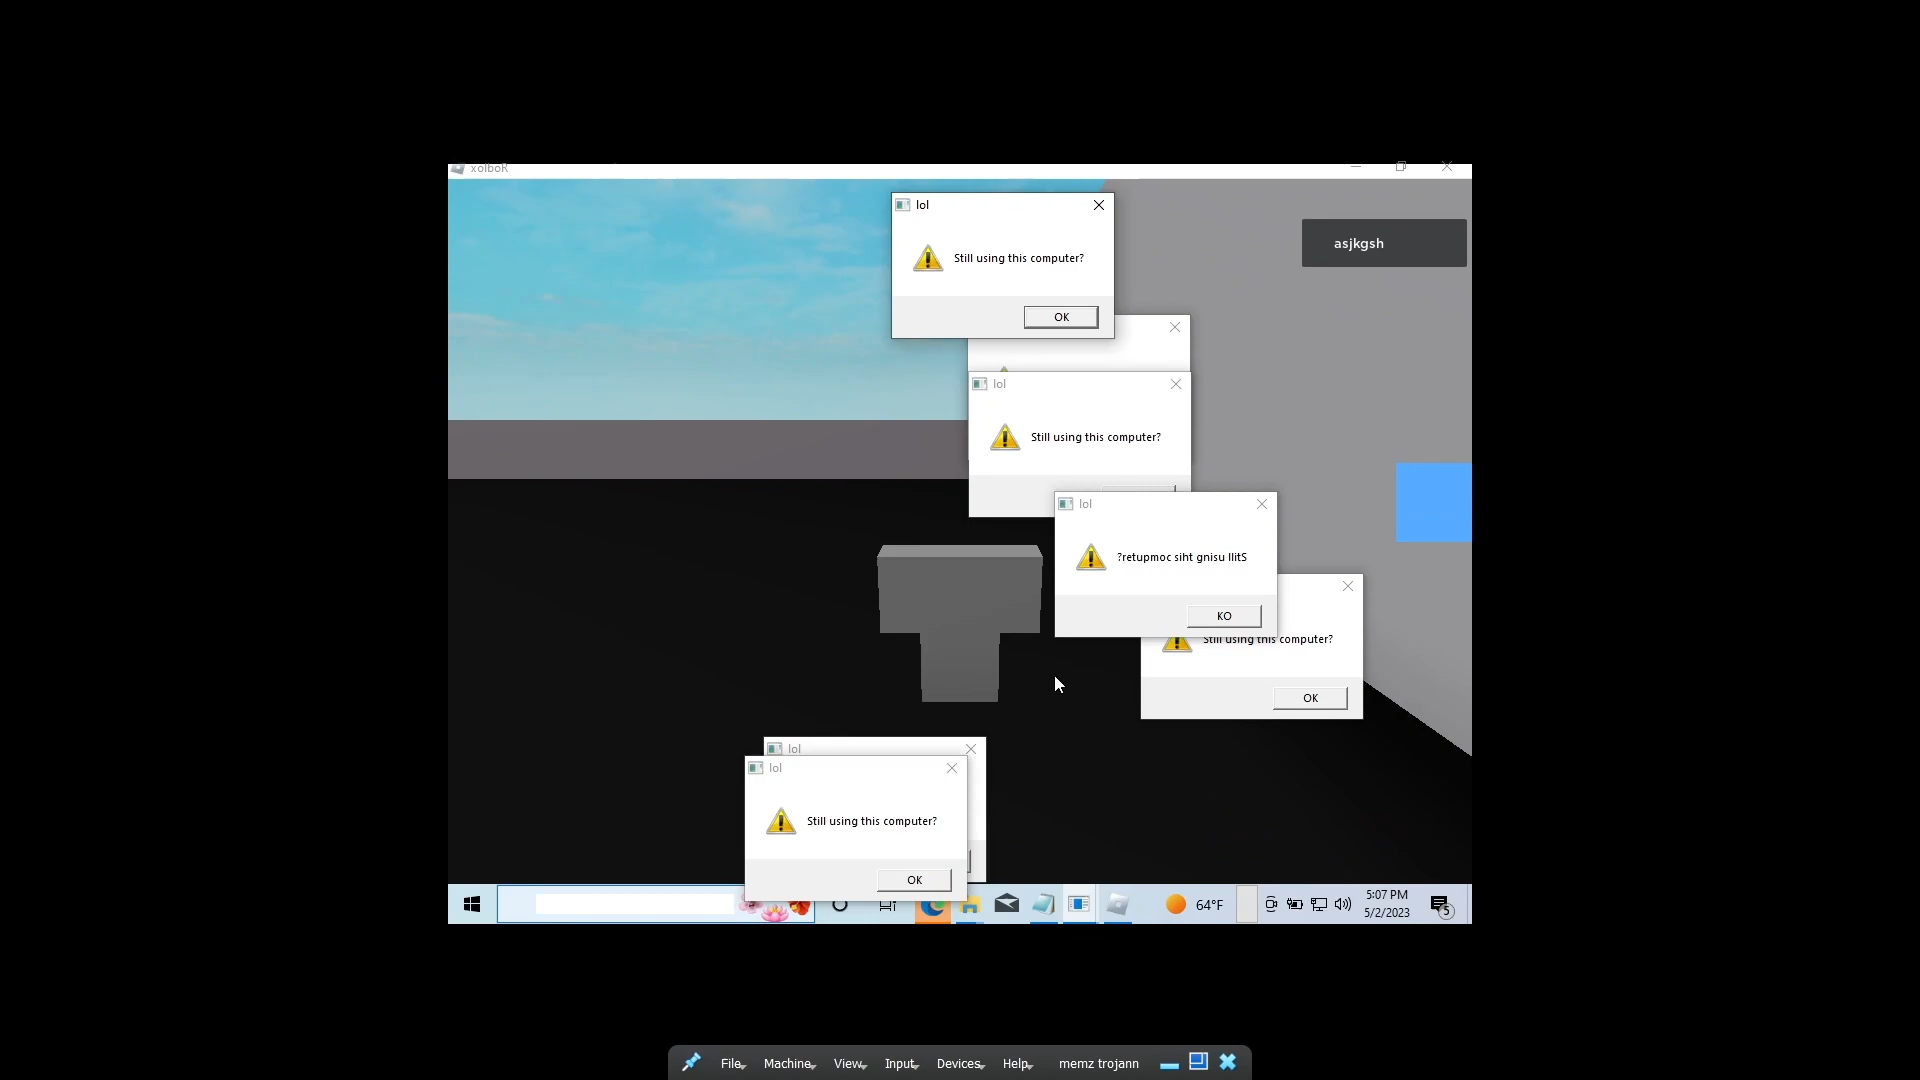 xolboR
lol
Still using this computer?
OK
asjkgsh
lol
Still using this computer?
lol
?retupmoc siht gnisu llitS
KO
Still using this computer?
OK
lol
lol
Still using this computer?
OK
64°F
5:07 PM
5/2/2023
5
File
Machine
View
Input
Devices
Help
memz trojann